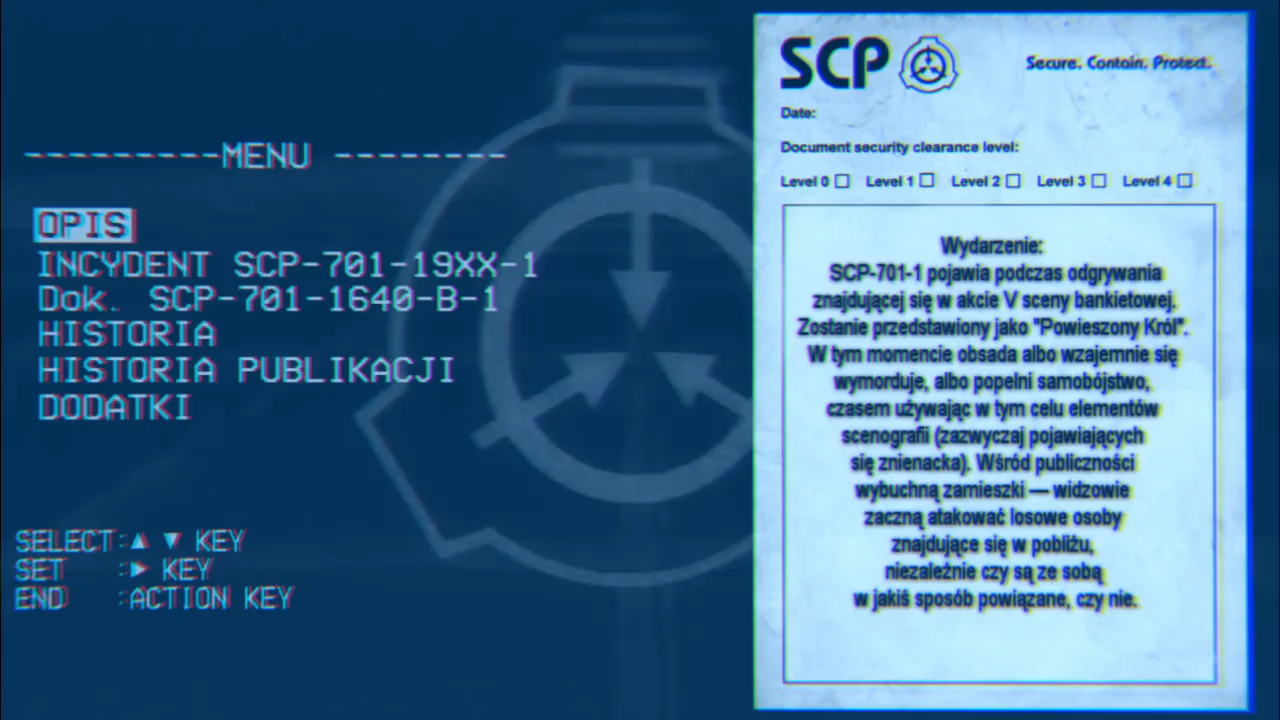 ---------MENU --------
OPIS
INCYDENT SCP-701-19XX-1
Dok. SCP-701-1640-B-1
HISTORIA
HISTORIA PUBLIKACJI
DODATKI
SELECT:▲ ▼ KEY
SET :► KEY
END :ACTION KEY
SCP
Secure. Contain. Protect.
Date:
Document security clearance level:
Level 0 ☐ Level 1 ☐ Level 2 ☐ Level 3 ☐ Level 4 ☐
Wydarzenie:
SCP-701-1 pojawia podczas odgrywania
znajdującej się w akcie V sceny bankietowej.
Zostanie przedstawiony jako "Powieszony Król".
W tym momencie obsada albo wzajemnie się
wymorduje, albo popełni samobójstwo,
czasem używając w tym celu elementów
scenografii (zazwyczaj pojawiających
się znienacka). Wśród publiczności
wybuchną zamieszki — widzowie
zaczną atakować losowe osoby
znajdujące się w pobliżu,
niezależnie czy są ze sobą
w jakiś sposób powiązane, czy nie.